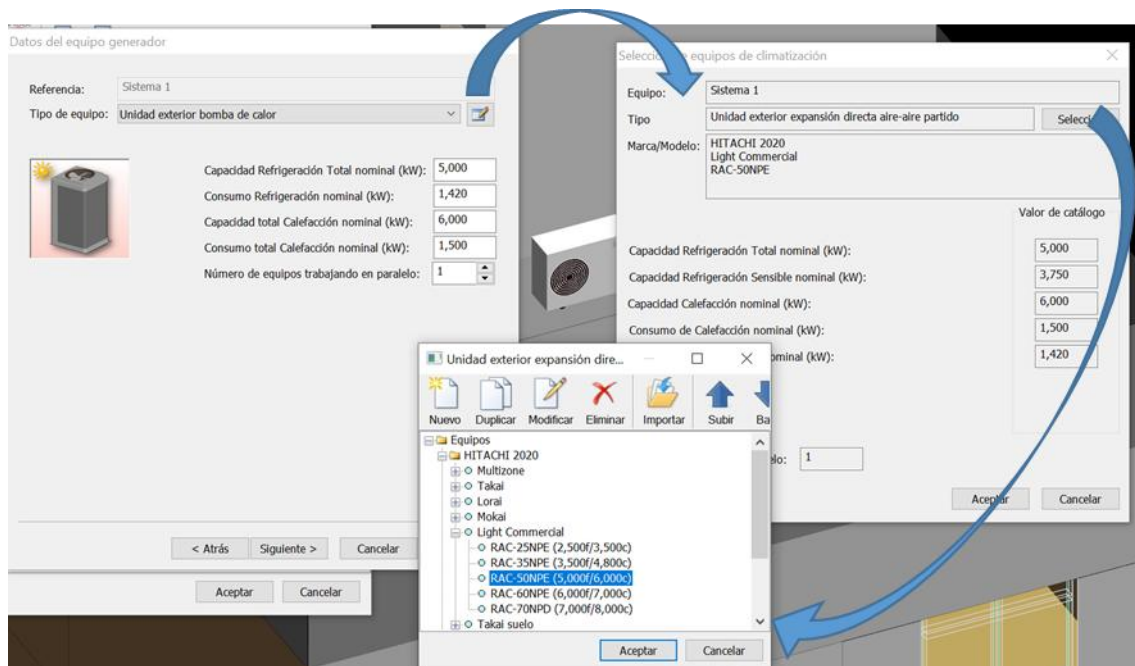 Datos del equipo generador
Referencia: Sistema 1
Tipo de equipo: Unidad exterior bomba de calor
Capacidad Refrigeración Total nominal (kW): 5,000
Consumo Refrigeración nominal (kW): 1,420
Capacidad total Calefacción nominal (kW): 6,000
Consumo total Calefacción nominal (kW): 1,500
Número de equipos trabajando en paralelo: 1
< Atrás Siguiente > Cancelar
Aceptar Cancelar
equipos de climatización
Equipo: Sistema 1
Tipo Unidad exterior expansión directa aire-aire partido
Marca/Modelo: HITACHI 2020
Light Commercial
RAC-50NPE
Valor de catálogo
Capacidad Refrigeración Total nominal (kW): 5,000
Capacidad Refrigeración Sensible nominal (kW): 3,750
Capacidad Calefacción nominal (kW): 6,000
Consumo de Calefacción nominal (kW): 1,500
(kW): 1,420
1
Aceptar Cancelar
Unidad exterior expansión dire...
Nuevo Duplicar Modificar Eliminar Importar Subir Ba
Equipos
HITACHI 2020
Multizone
Takai
Lorai
Mokai
Light Commercial
RAC-25NPE (2,500f/3,500c)
RAC-35NPE (3,500f/4,800c)
RAC-50NPE (5,000f/6,000c)
RAC-60NPE (6,000f/7,000c)
RAC-70NPD (7,000f/8,000c)
Takai suelo
Aceptar Cancelar